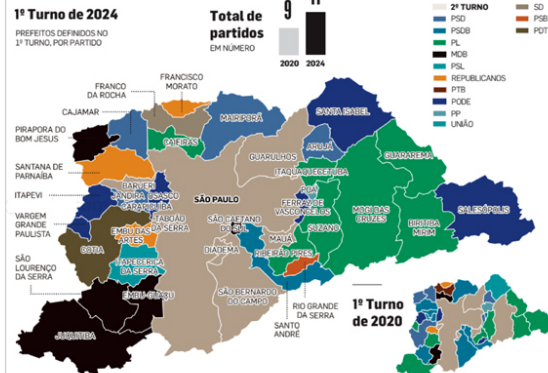 1º Turno de 2024
PREFEITOS DEFINIDOS NO
1º TURNO, POR PARTIDO
Total de
partidos
EM NÚMERO
9
2020
2024
2º TURNO
PSD
PSDB
PL
MDB
PSL
REPUBLICANOS
PTB
PODE
PP
UNIÃO
SD
PSB
PDT
FRANCISCO
MORATO
FRANCO
DA ROCHA
CAJAMAR
PIRAPORA DO
BOM JESUS
SANTANA DE
PARNAÍBA
ITAPEVI
VARGEM
GRANDE
PAULISTA
SÃO
LOURENÇO
DA SERRA
MAIRIPORÃ
SANTA ISABEL
CAIEIRAS
GUARULHOS
ARUJÁ
GUARAREMA
ITAQUAQUECETUBA
BARUERI
JANDIRA
OSASCO
CARAPICUÍBA
SÃO PAULO
POÁ
FERRAZ DE
VASCONCELOS
MOGI DAS
CRUZES
SALESÓPOLIS
TABOÃO
DA SERRA
SÃO CAETANO
DO SUL
EMBU DAS
ARTES
COTIA
DIADEMA
MAUÁ
SUZANO
BIRITIBA
MIRIM
RIBEIRÃO PIRES
ITAPECERICA
DA SERRA
EMBU-GUAÇU
SÃO BERNARDO
DO CAMPO
RIO GRANDE
DA SERRA
SANTO
ANDRÉ
JUQUITIBA
1º Turno
de 2020